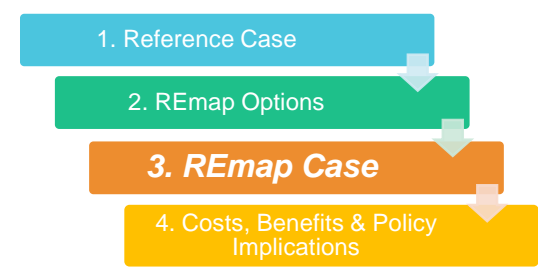 1. Reference Case
2. REmap Options
3. REmap Case
4. Costs, Benefits & Policy
Implications